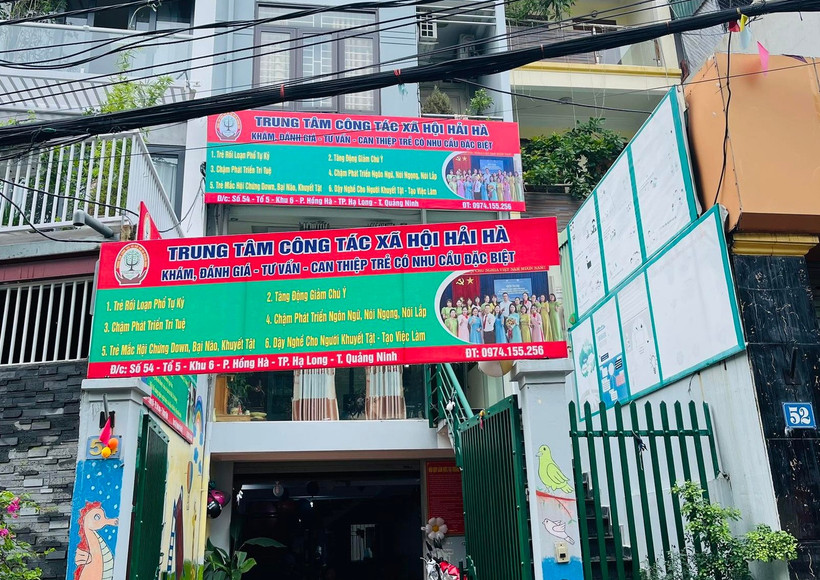 TRUNG TÂM CÔNG TÁC XÃ HỘI HẢI HÀ
KHÁM, ĐÁNH GIÁ - TƯ VẤN - CAN THIỆP TRẺ CÓ NHU CẦU ĐẶC BIỆT
1. Trẻ Rối Loạn Phổ Tự Kỷ
2. Tăng Động Giảm Chú Ý
3. Chậm Phát Triển Trí Tuệ
4. Chậm Phát Triển Ngôn Ngữ, Nói Ngọng, Nói Lắp
5. Trẻ Mắc Hội Chứng Down, Bại Não, Khuyết Tật
6. Dậy Nghề Cho Người Khuyết Tật - Tạo Việc Làm
Đ/c: Số 54 - Tổ 5 - Khu 6 - P. Hồng Hà - TP. Hạ Long - T. Quảng Ninh
ĐT: 0974.155.256
TRUNG TÂM CÔNG TÁC XÃ HỘI HẢI HÀ
KHÁM, ĐÁNH GIÁ - TƯ VẤN - CAN THIỆP TRẺ CÓ NHU CẦU ĐẶC BIỆT
1. Trẻ Rối Loạn Phổ Tự Kỷ
2. Tăng Động Giảm Chú Ý
3. Chậm Phát Triển Trí Tuệ
4. Chậm Phát Triển Ngôn Ngữ, Nói Ngọng, Nói Lắp
5. Trẻ Mắc Hội Chứng Down, Bại Não, Khuyết Tật
6. Dậy Nghề Cho Người Khuyết Tật - Tạo Việc Làm
Đ/c: Số 54 - Tổ 5 - Khu 6 - P. Hồng Hà - TP. Hạ Long - T. Quảng Ninh
ĐT: 0974.155.256
52